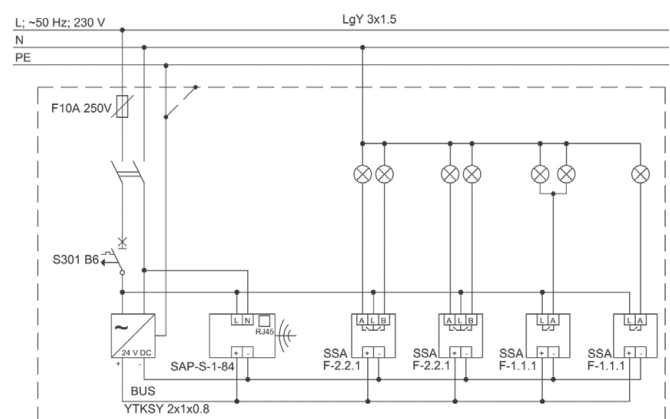 L; ~50 Hz; 230 V
LgY 3x1.5
N
PE
F10A 250V
S301 B6
~
24 V DC
+ -
L N
RJ45
+ -
SAP-S-1-84
A L B
+ -
SSA
F-2.2.1
A L B
+ -
SSA
F-2.2.1
L A
+ -
SSA
F-1.1.1
L A
+ -
SSA
F-1.1.1
BUS
YTKSY 2x1x0.8